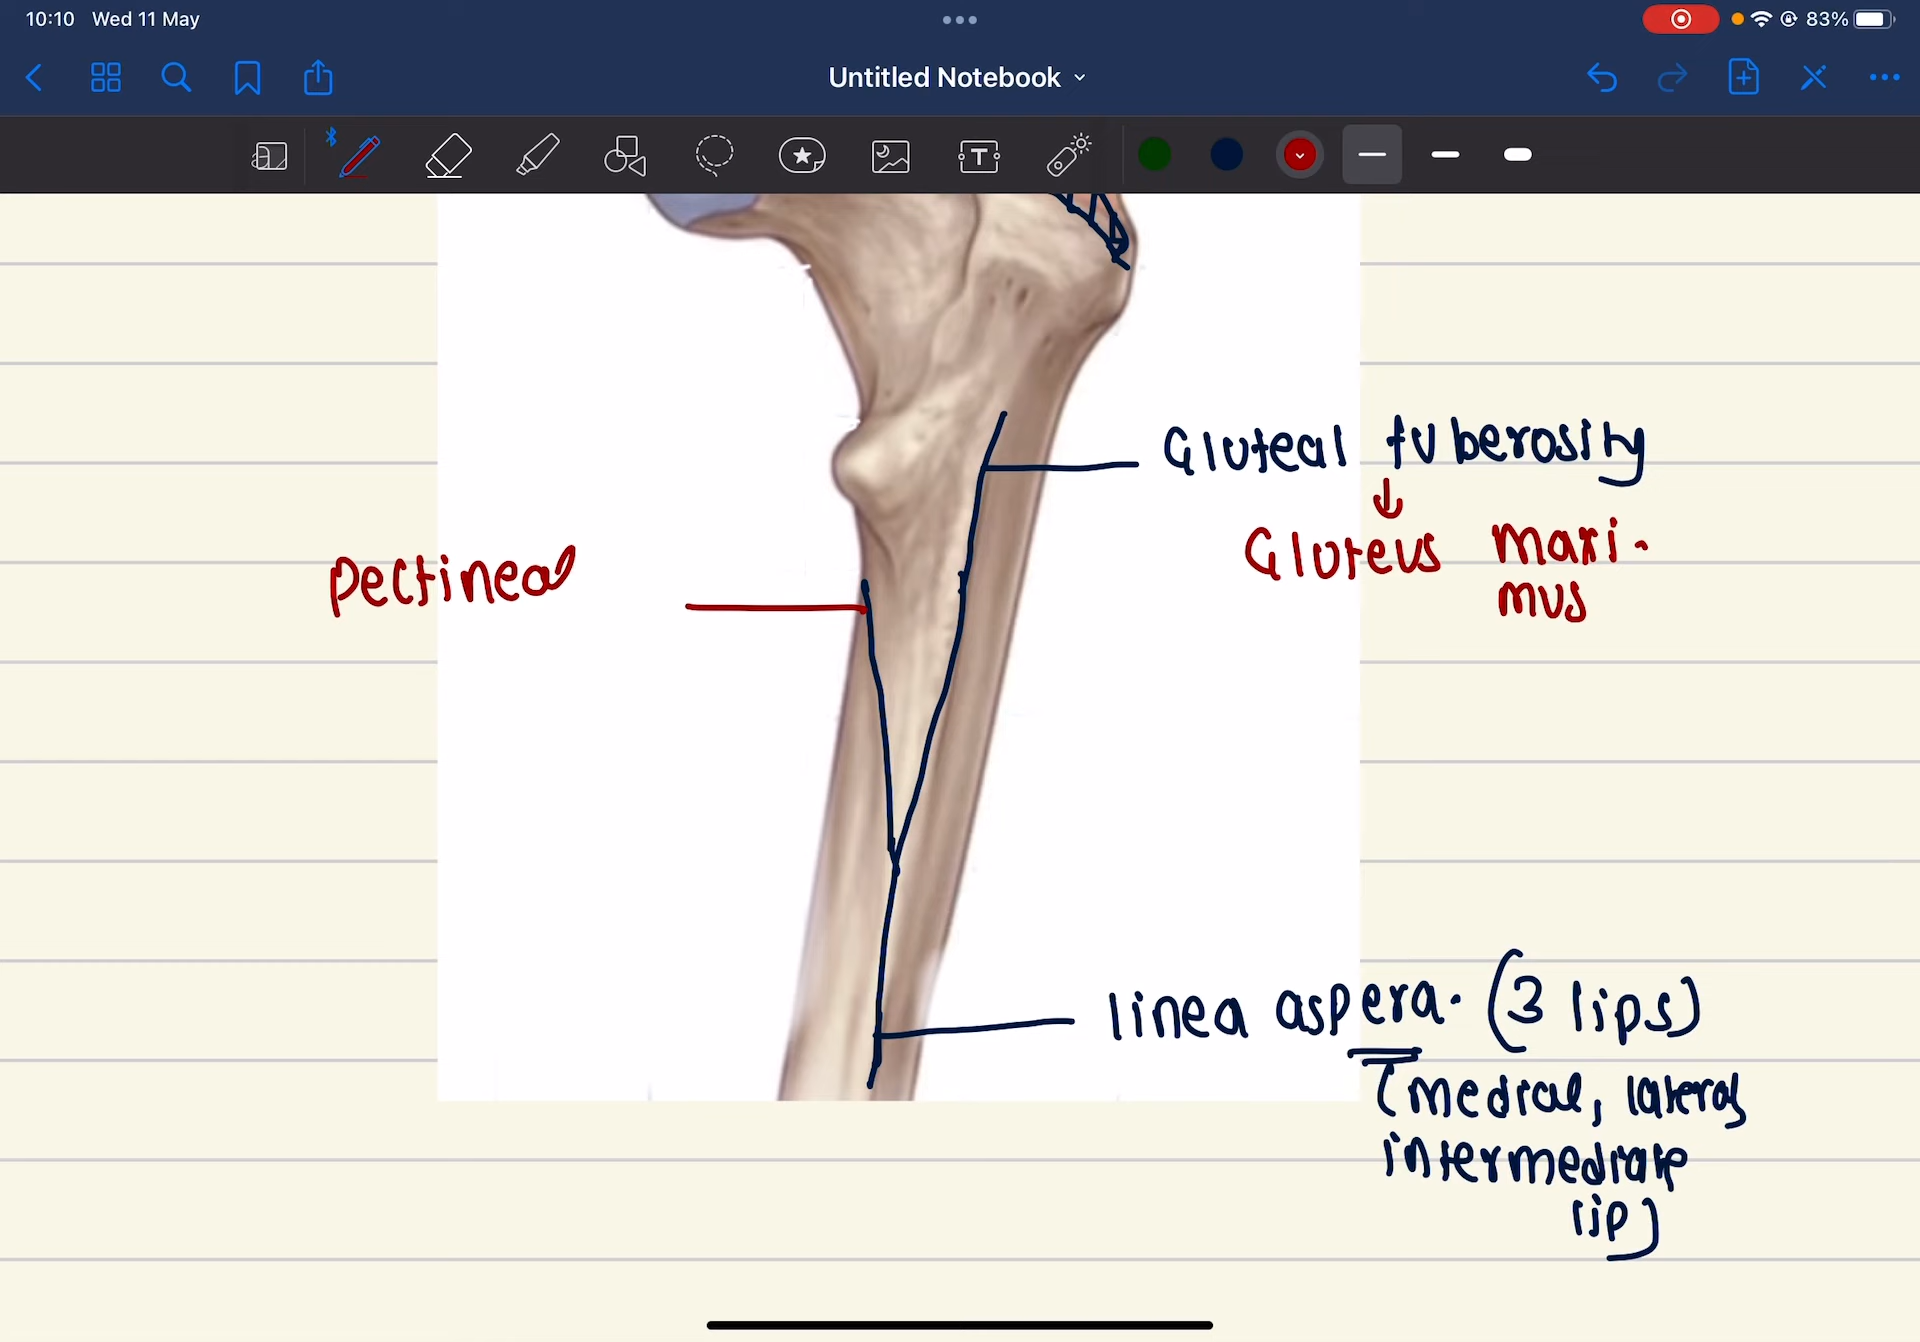 10:10 Wed 11 May
83%
Untitled Notebook
T
Gluteal tuberosity
Gluteus maxi-
mus
Pectineal
linea aspera. (3 lips)
(medial, lateral
intermediate
lip)